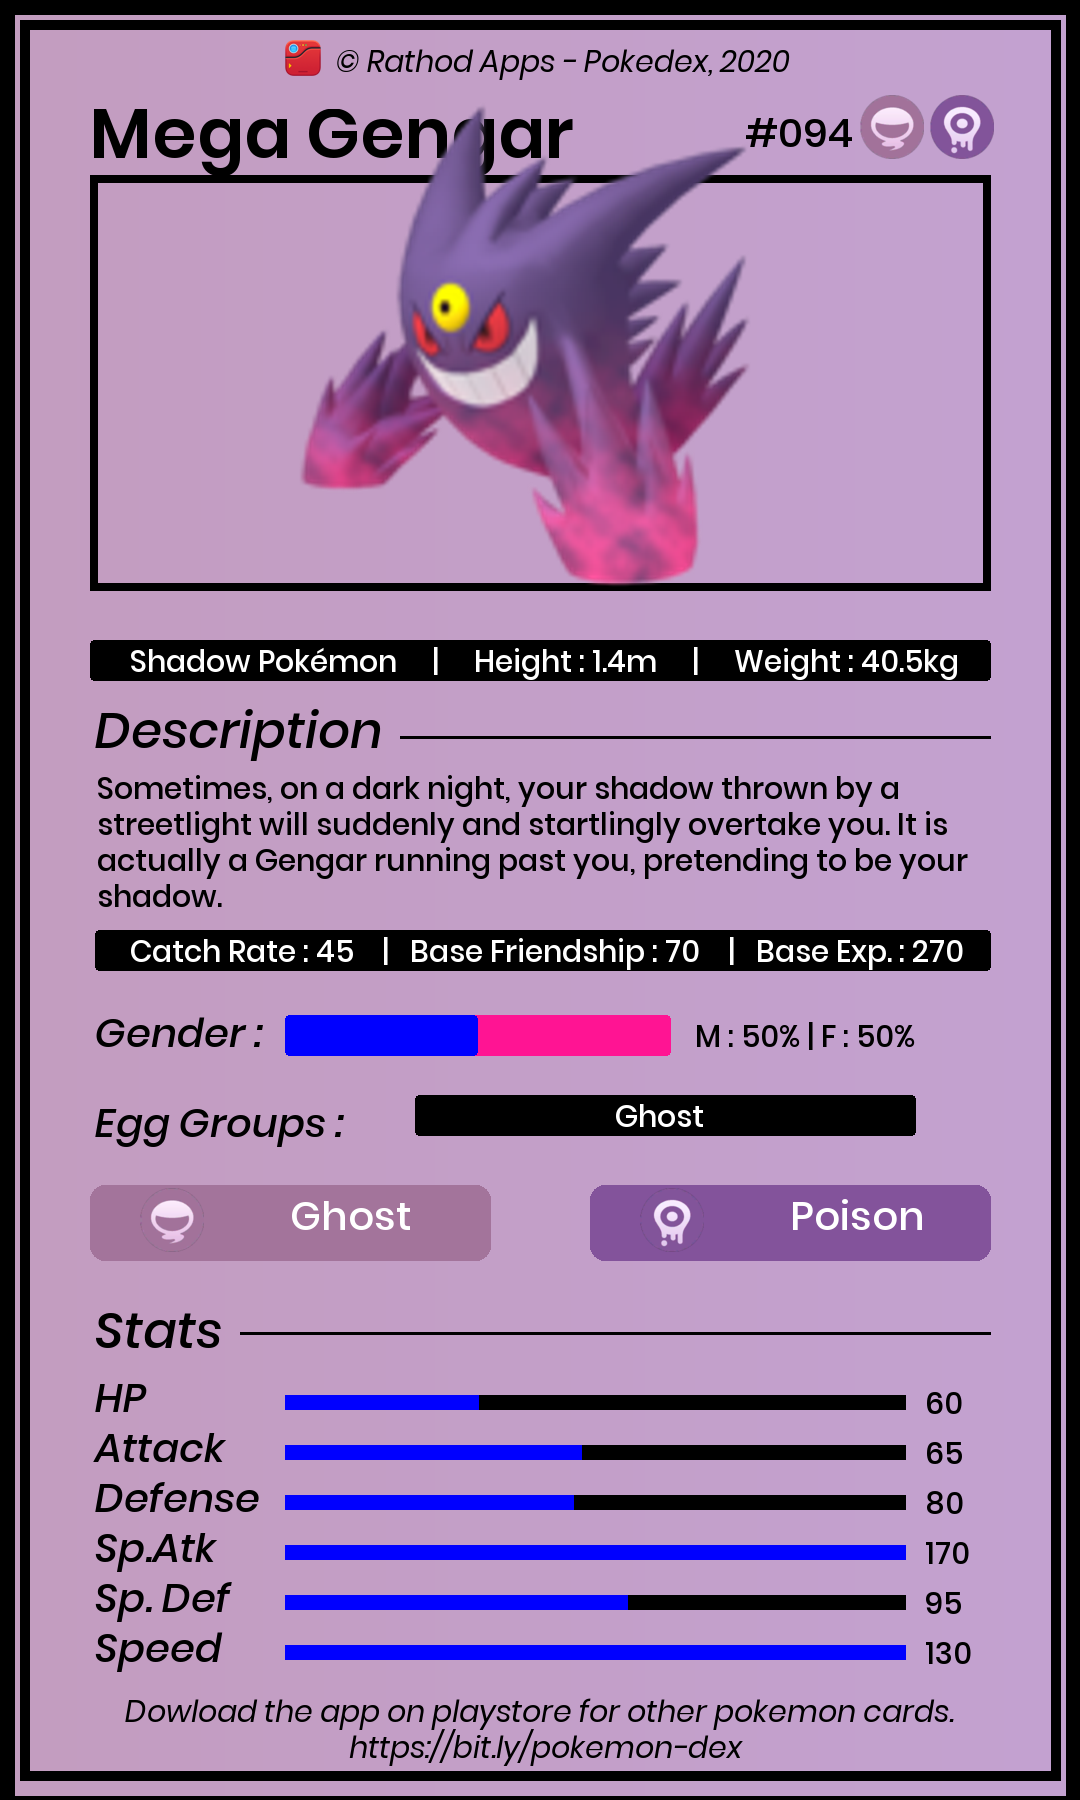 © Rathod Apps - Pokedex, 2020
Mega Gengar #094
Shadow Pokémon | Height : 1.4m | Weight : 40.5kg
Description
Sometimes, on a dark night, your shadow thrown by a
streetlight will suddenly and startlingly overtake you. It is
actually a Gengar running past you, pretending to be your
shadow.
Catch Rate : 45 | Base Friendship : 70 | Base Exp. : 270
Gender : M : 50% | F : 50%
Egg Groups : Ghost
Ghost Poison
Stats
HP 60
Attack 65
Defense 80
Sp.Atk 170
Sp. Def 95
Speed 130
Dowload the app on playstore for other pokemon cards.
https://bit.ly/pokemon-dex